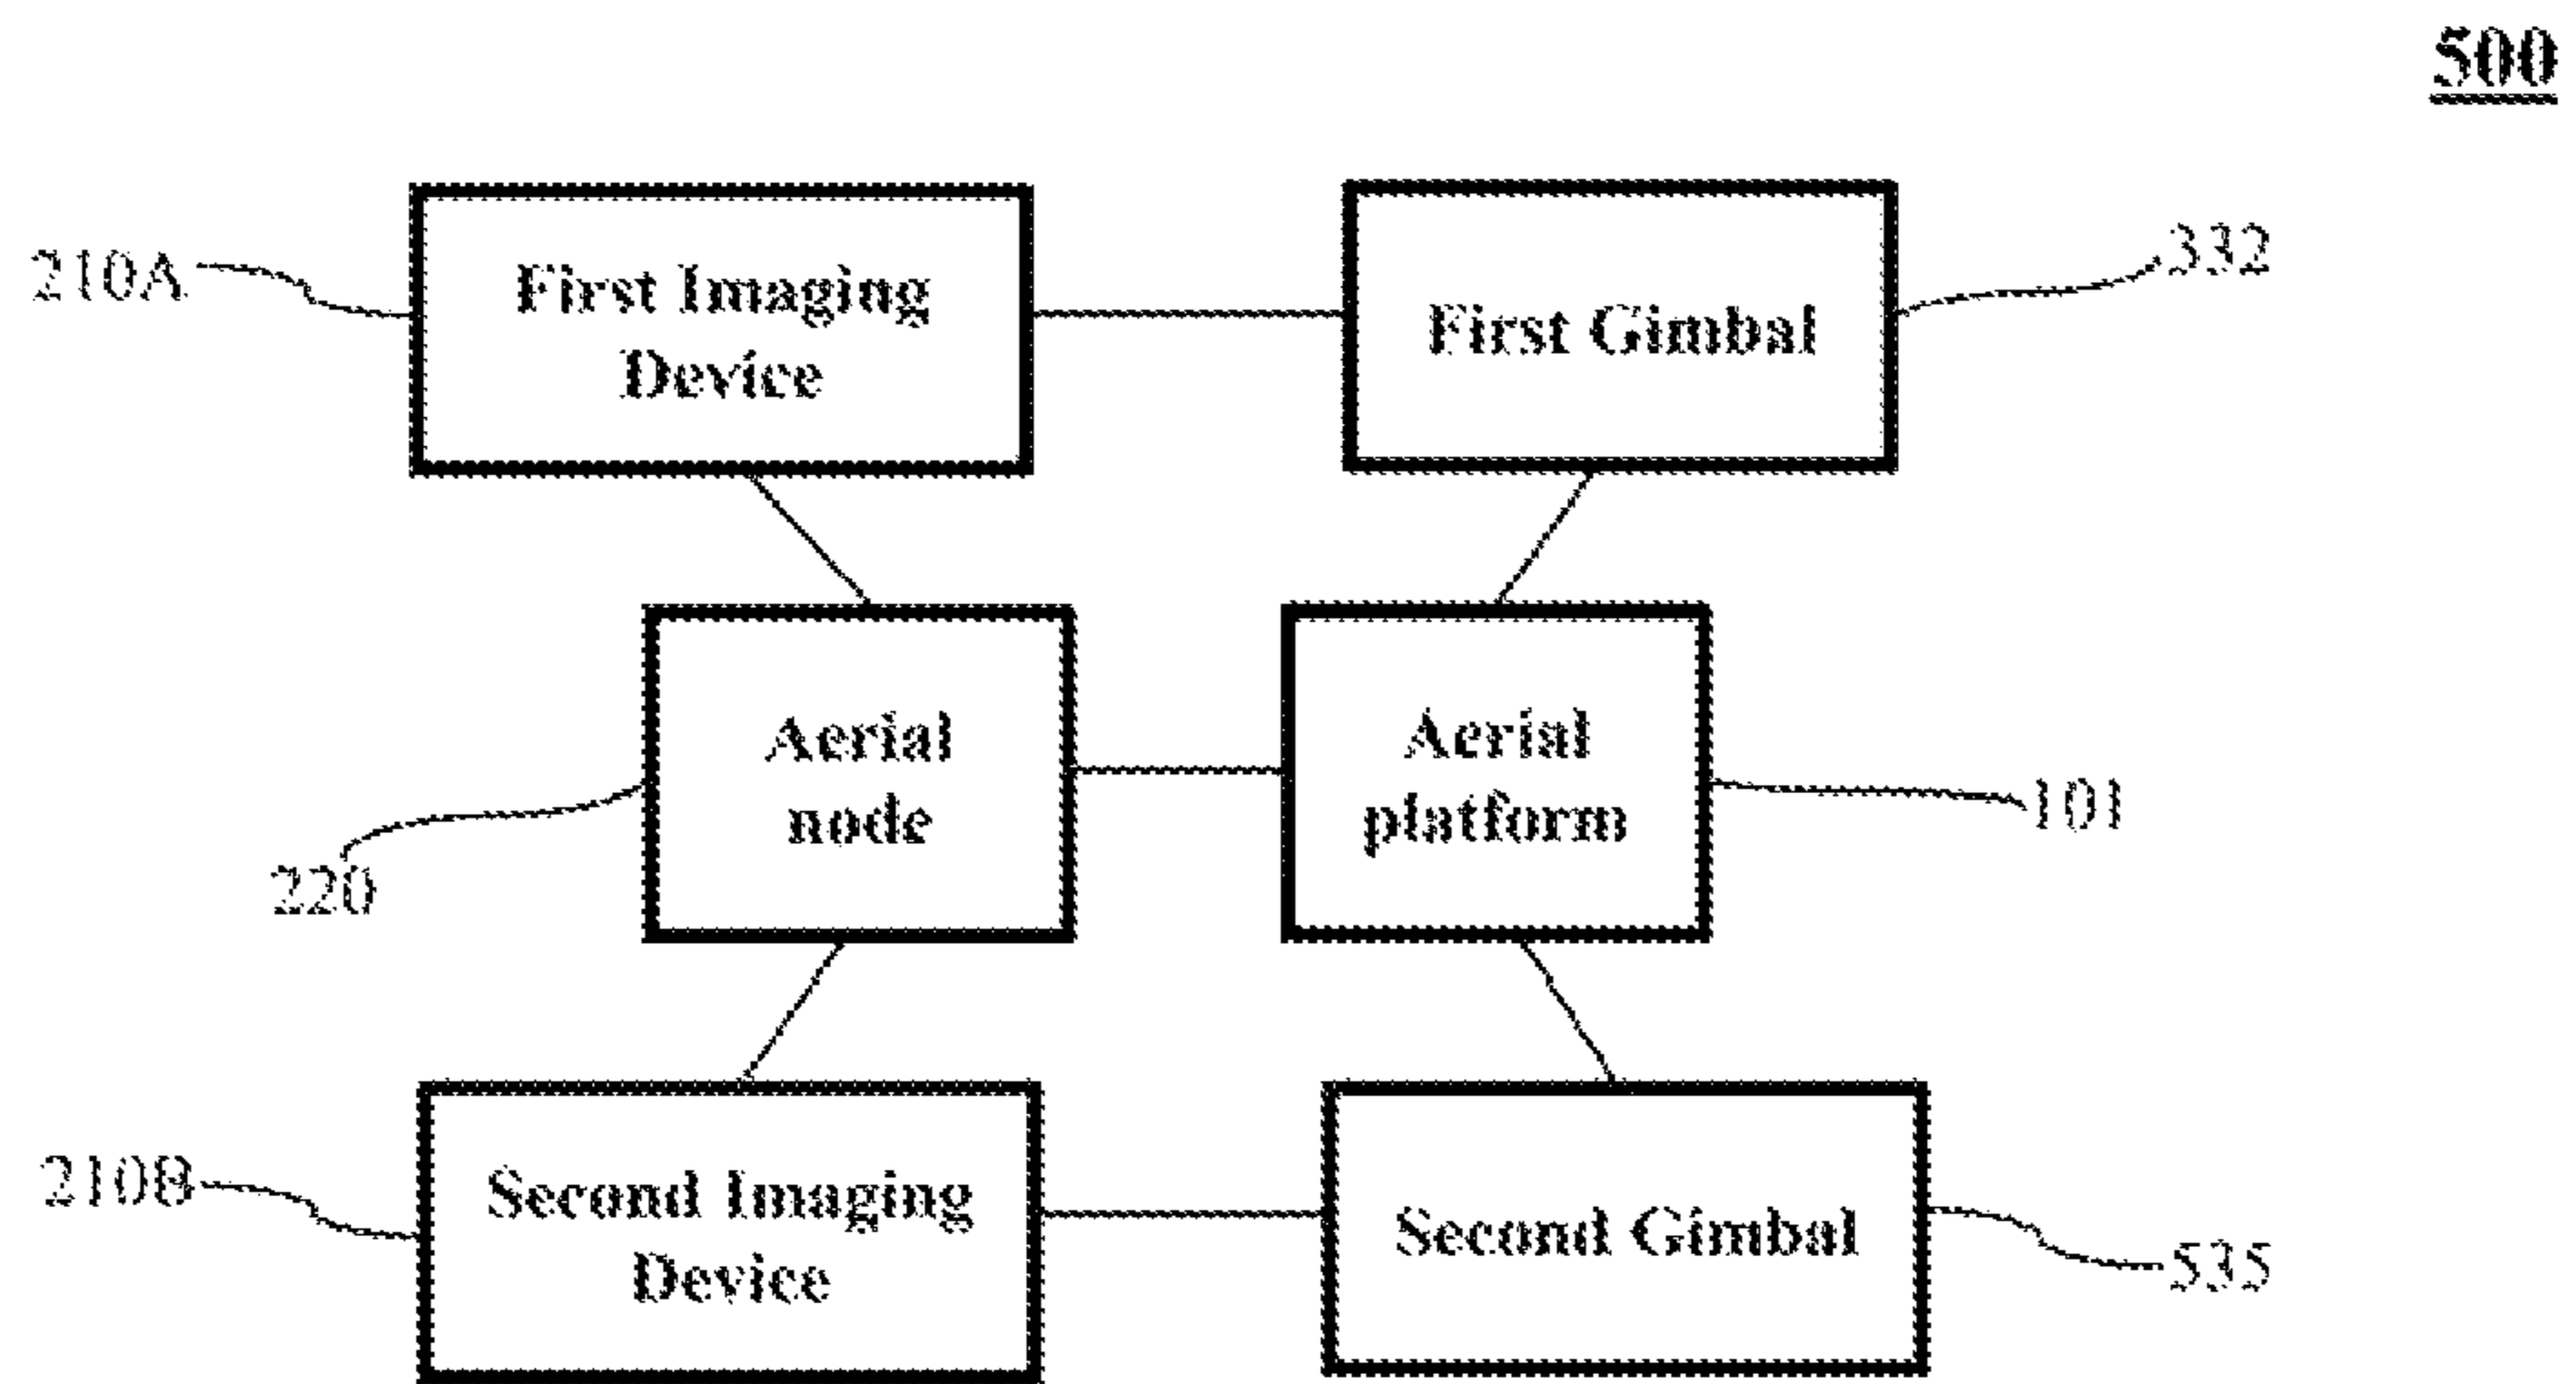 500
210A
First Imaging
Device
First Gimbal
332
Aerial
node
220
Aerial
platform
101
210B
Second Imaging
Device
Second Gimbal
535